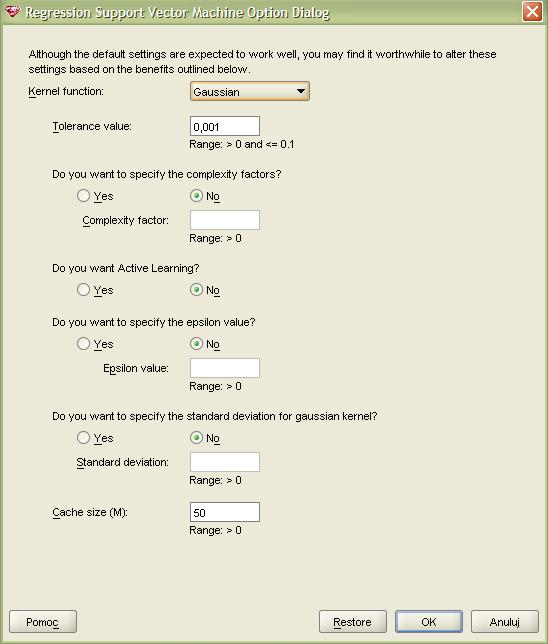 Regression Support Vector Machine Option Dialog
Although the default settings are expected to work well, you may find it worthwhile to alter these
settings based on the benefits outlined below.
Kernel function: Gaussian
Tolerance value: 0,001
Range: > 0 and <= 0.1
Do you want to specify the complexity factors?
Yes No
Complexity factor:
Range: > 0
Do you want Active Learning?
Yes No
Do you want to specify the epsilon value?
Yes No
Epsilon value:
Range: > 0
Do you want to specify the standard deviation for gaussian kernel?
Yes No
Standard deviation:
Range: > 0
Cache size (M): 50
Range: > 0
Pomoc Restore OK Anuluj